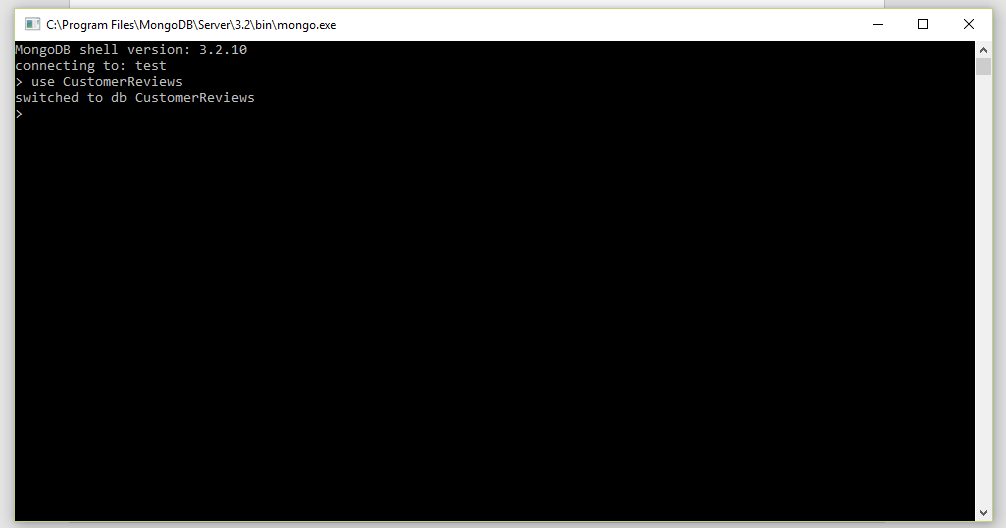 C:\Program Files\MongoDB\Server\3.2\bin\mongo.exe
MongoDB shell version: 3.2.10
connecting to: test
> use CustomerReviews
switched to db CustomerReviews
>